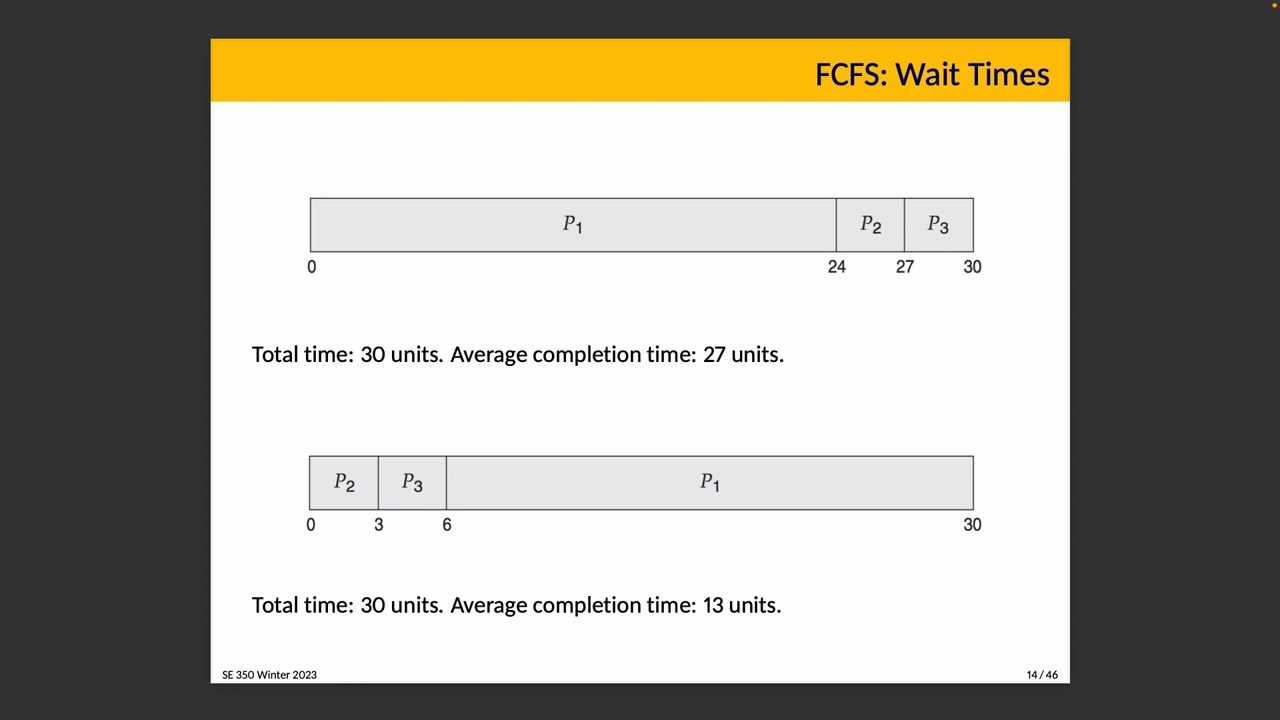 FCFS: Wait Times
P1 P2 P3
0 24 27 30
Total time: 30 units. Average completion time: 27 units.
P2 P3 P1
0 3 6 30
Total time: 30 units. Average completion time: 13 units.
SE 350 Winter 2023 14 / 46